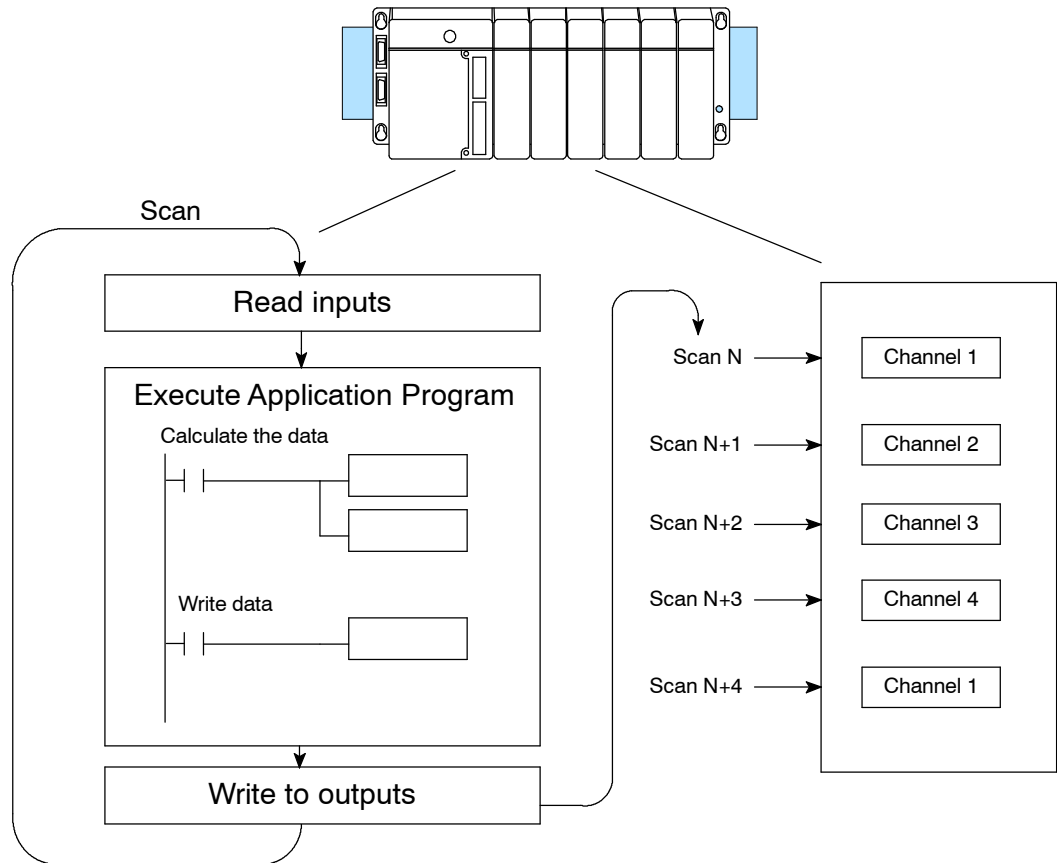 Scan
Read inputs
Execute Application Program
Calculate the data
Write data
Write to outputs
Scan N
Channel 1
Scan N+1
Channel 2
Scan N+2
Channel 3
Scan N+3
Channel 4
Scan N+4
Channel 1